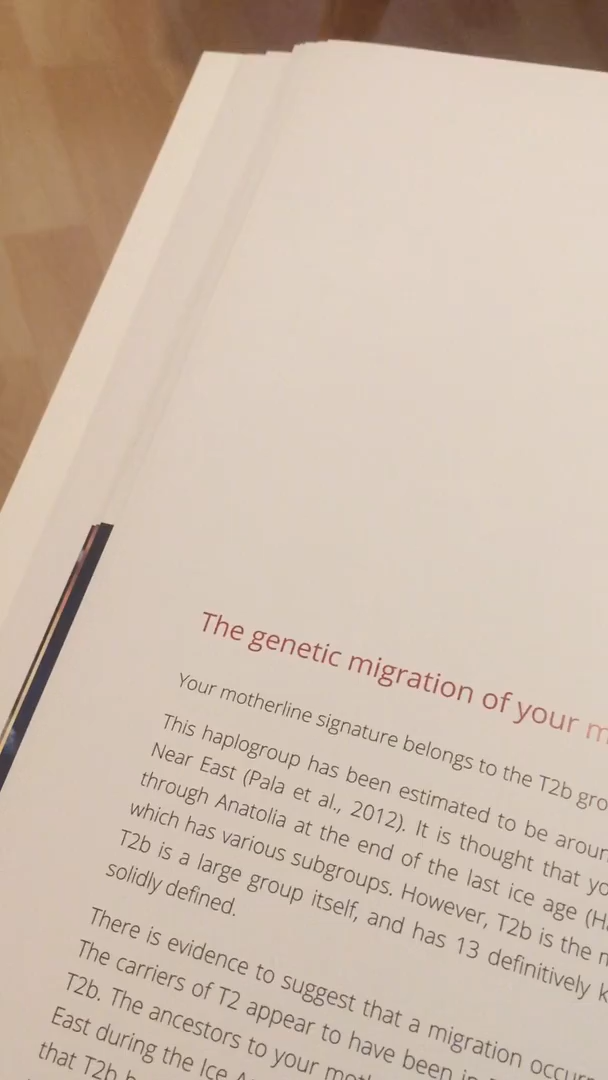 The genetic migration of your m
Your motherline signature belongs to the T2b gro
This haplogroup has been estimated to be aroun
Near East (Pala et al., 2012). It is thought that yo
through Anatolia at the end of the last ice age (Ha
which has various subgroups. However, T2b is the m
T2b is a large group itself, and has 13 definitively k
solidly defined.
There is evidence to suggest that a migration occurr
The carriers of T2 appear to have been
T2b. The ancestors to your moth
East during the Ice
that T2b